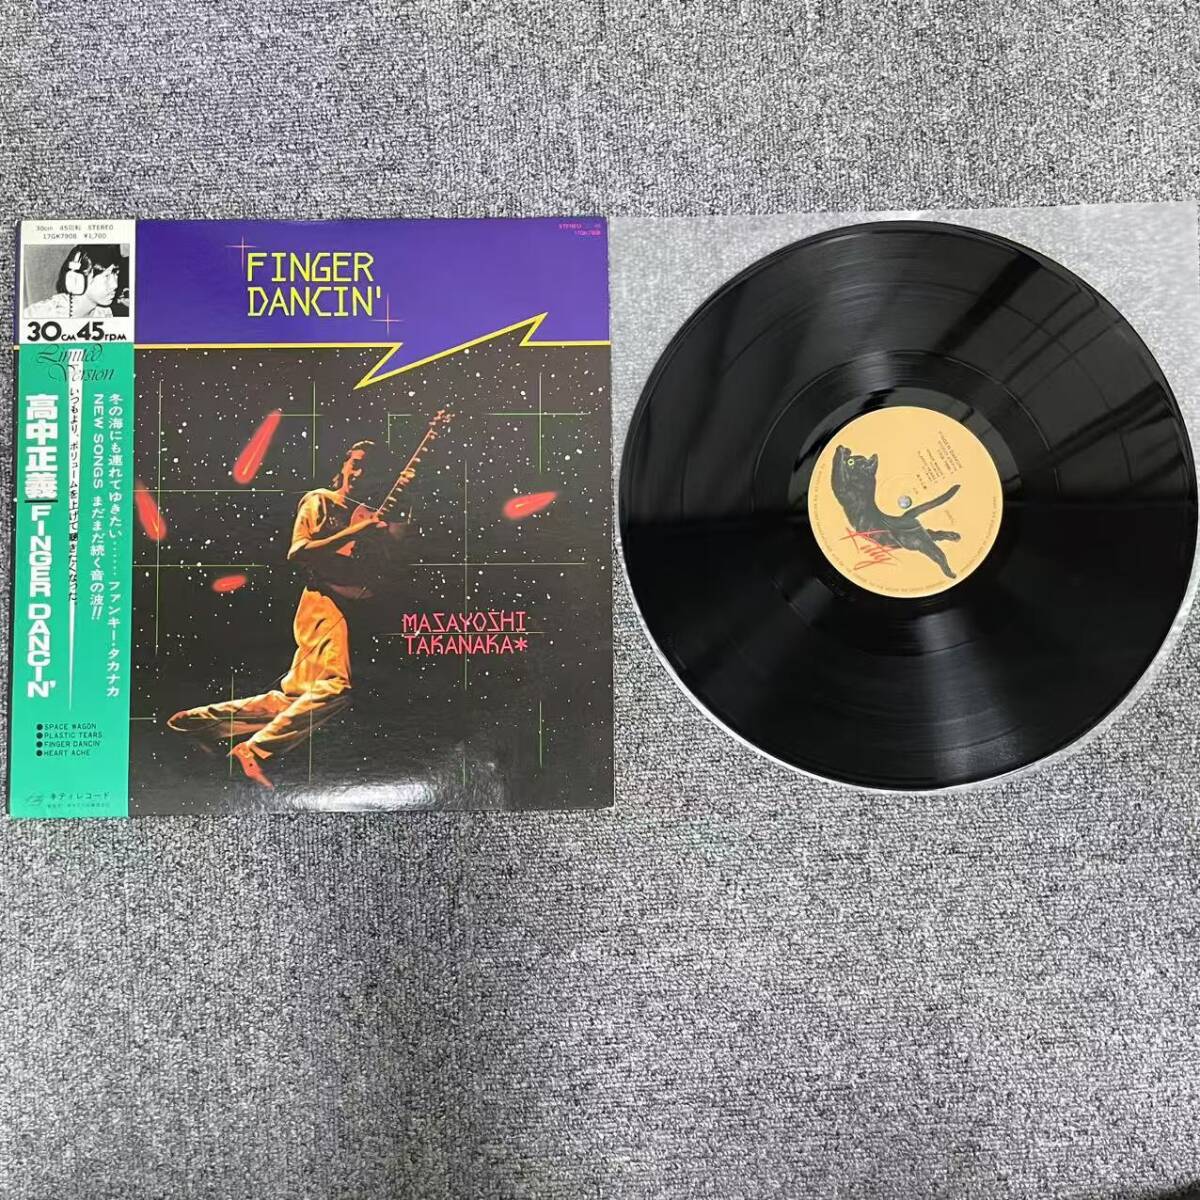 30cm 45回転 STEREO
17GK7908 ¥1,700
30cm 45rpm
Limited
Version
高中正義 FINGER DANCIN'
いつもより、ボリュームを上げて聴きたくなった。
冬の海にも連れてゆきたい……ファンキー・タカナカ
NEW SONGS まだまだ続く音の波!!
●SPACE WAGON
●PLASTIC TEARS
●FINGER DANCIN'
●HEART ACHE
キティレコード
STEREO 45
17GK7908
FINGER
DANCIN'
MASAYOSHI
TAKANAKA*
Kitty